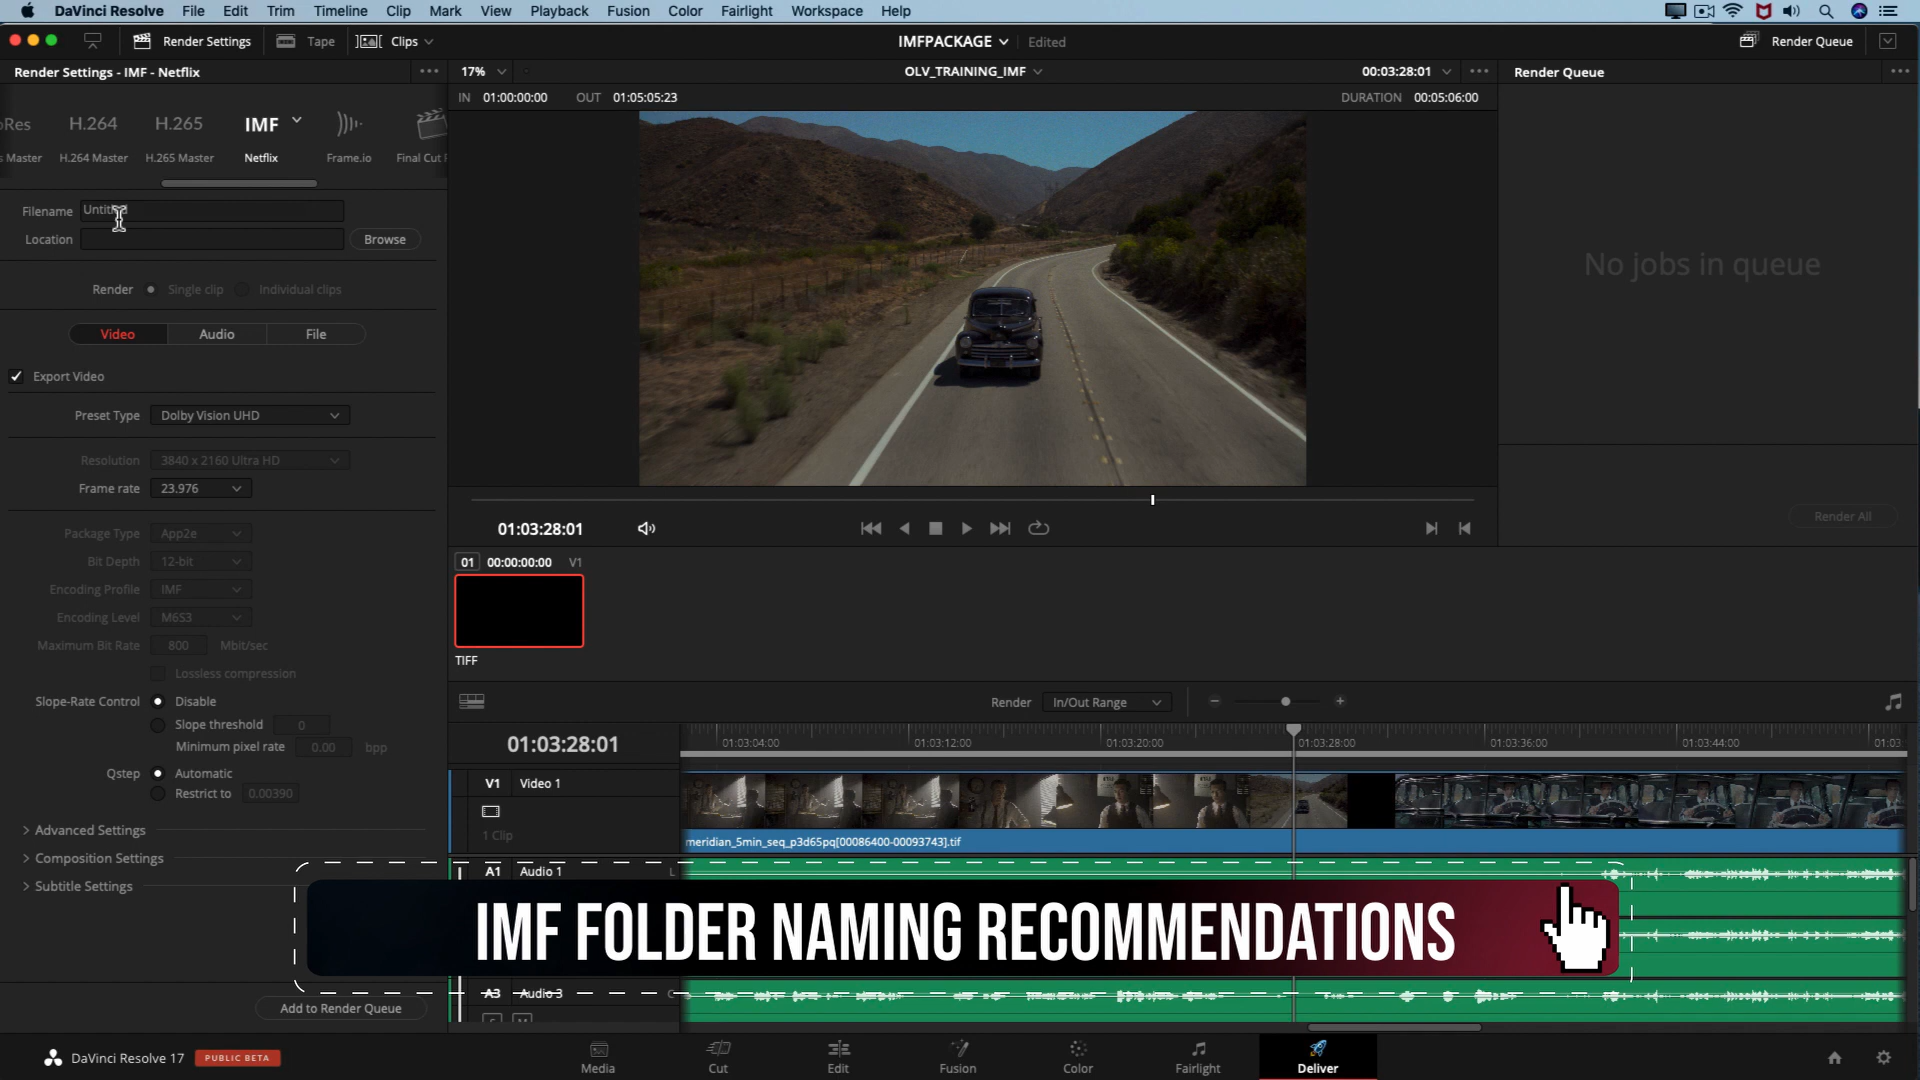 DaVinci Resolve File Edit Trim Timeline Clip Mark View Playback Fusion Color Fairlight Workspace Help
Render Settings Tape Clips IMFPACKAGE Edited Render Queue
Render Settings - IMF - Netflix 17% OLV_TRAINING_IMF 00:03:28:01 Render Queue
IN 01:00:00:00 OUT 01:05:05:23 DURATION 00:05:06:00
oRes H.264 H.265 IMF
s Master H.264 Master H.265 Master Netflix Frame.io Final Cut
Filename
Location Browse
Render Single clip Individual clips
No jobs in queue
Video Audio File
Export Video
Preset Type Dolby Vision UHD
Resolution 3840 x 2160 Ultra HD
Frame rate 23.976
Package Type App2e
Bit Depth 12-bit
Encoding Profile IMF
Encoding Level M6S3
Maximum Bit Rate 800 Mbit/sec
Lossless compression
Slope-Rate Control Disable
Slope threshold 0
Minimum pixel rate 0.00 bpp
Qstep Automatic
Restrict to 0.00390
Advanced Settings
Composition Settings
Subtitle Settings
Add to Render Queue
Render All
01:03:28:01
01 00:00:00:00 V1
TIFF
Render In/Out Range
01:03:28:01 01:03:04:00 01:03:12:00 01:03:20:00 01:03:28:00 01:03:36:00 01:03:44:00 01:03
V1 Video 1
1 Clip
meridian_5min_seq_p3d65pq[00086400-00093743].tif
A1 Audio 1 L
IMF FOLDER NAMING RECOMMENDATIONS
A3 Audio 3 C
DaVinci Resolve 17 PUBLIC BETA
Media Cut Edit Fusion Color Fairlight Deliver